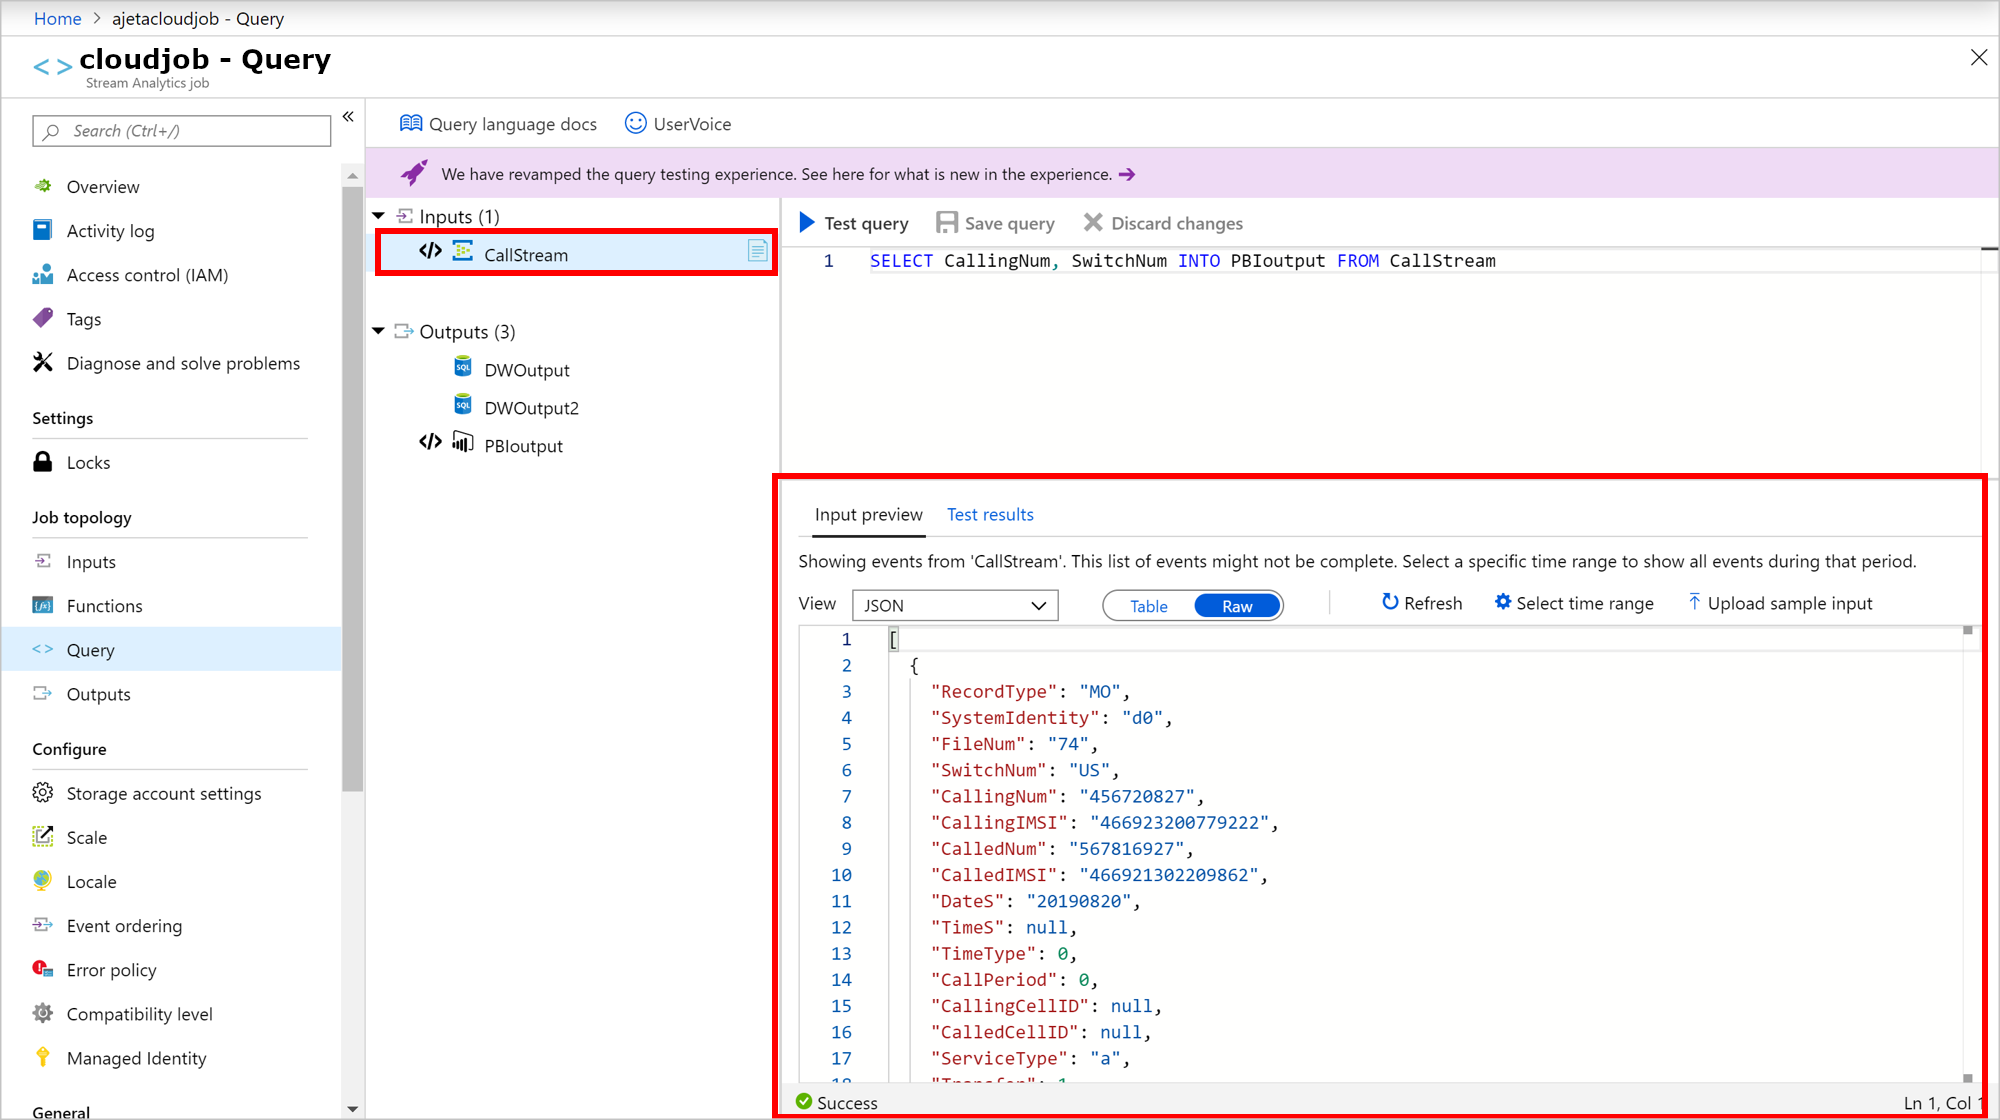 Home > ajetacloudjob - Query
< > cloudjob - Query
Stream Analytics job
Search (Ctrl+/)
«
Overview
Activity log
Access control (IAM)
Tags
Diagnose and solve problems
Settings
Locks
Job topology
Inputs
Functions
Query
Outputs
Configure
Storage account settings
Scale
Locale
Event ordering
Error policy
Compatibility level
Managed Identity
General
Query language docs
UserVoice
We have revamped the query testing experience. See here for what is new in the experience. →
Inputs (1)
</> CallStream
Outputs (3)
SQL DWOutput
SQL DWOutput2
</> PBIoutput
Test query Save query Discard changes
1 SELECT CallingNum, SwitchNum INTO PBIoutput FROM CallStream
Input preview Test results
Showing events from 'CallStream'. This list of events might not be complete. Select a specific time range to show all events during that period.
View JSON Table Raw Refresh Select time range Upload sample input
1 [
2 {
3 "RecordType": "MO",
4 "SystemIdentity": "d0",
5 "FileNum": "74",
6 "SwitchNum": "US",
7 "CallingNum": "456720827",
8 "CallingIMSI": "466923200779222",
9 "CalledNum": "567816927",
10 "CalledIMSI": "466921302209862",
11 "DateS": "20190820",
12 "TimeS": null,
13 "TimeType": 0,
14 "CallPeriod": 0,
15 "CallingCellID": null,
16 "CalledCellID": null,
17 "ServiceType": "a",
18 "Transfer": 1
Success
Ln 1, Col 1